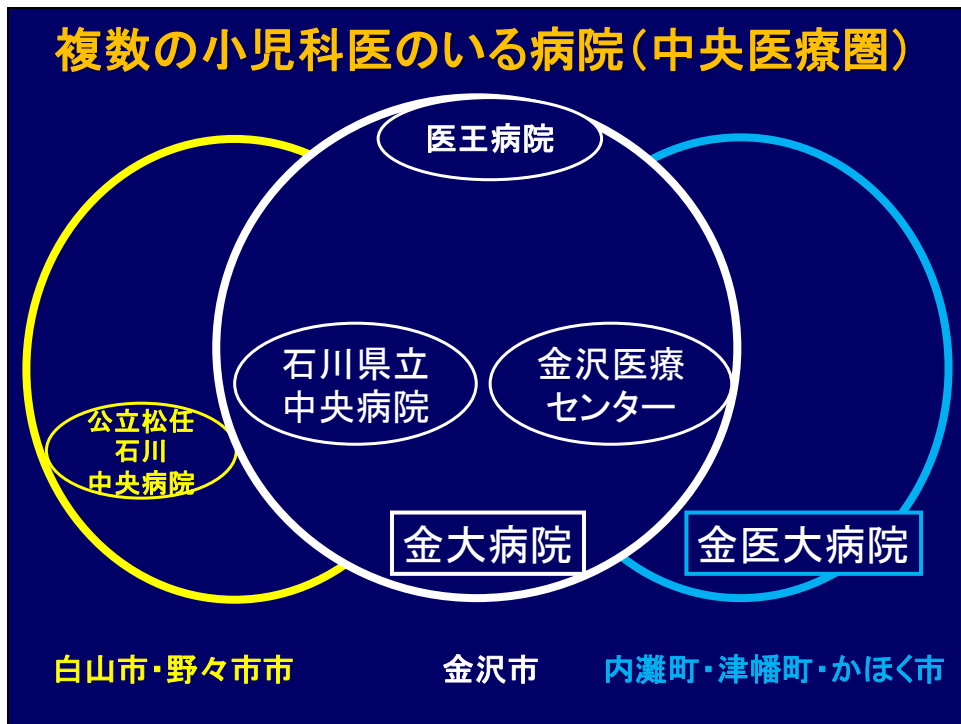 複数の小児科医のいる病院（中央医療圏）
医王病院
石川県立
中央病院
金沢医療
センター
公立松任
石川
中央病院
金大病院
金医大病院
白山市・野々市市
金沢市
内灘町・津幡町・かほく市